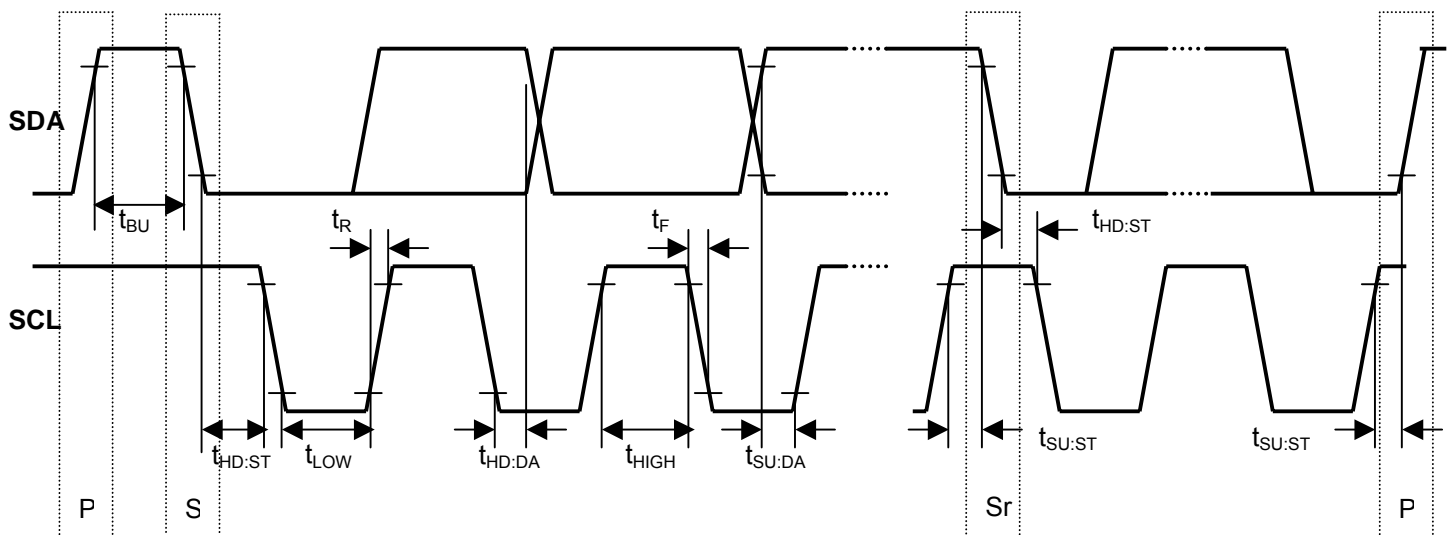 SDA
tBU
tR
tF
tHD:ST
SCL
tHD:ST
tLOW
tHD:DA
tHIGH
tSU:DA
tSU:ST
tSU:ST
P
S
Sr
P